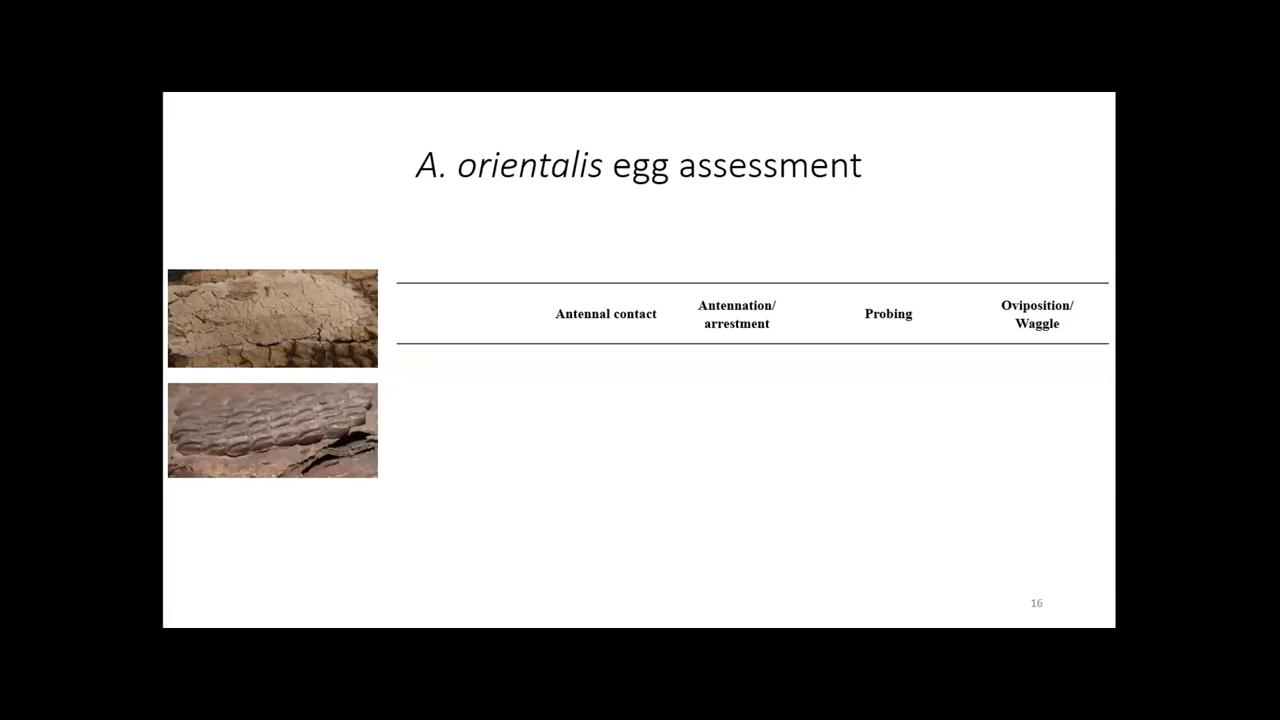 A. orientalis egg assessment
Antennal contact
Antennation/
arrestment
Probing
Oviposition/
Waggle
16